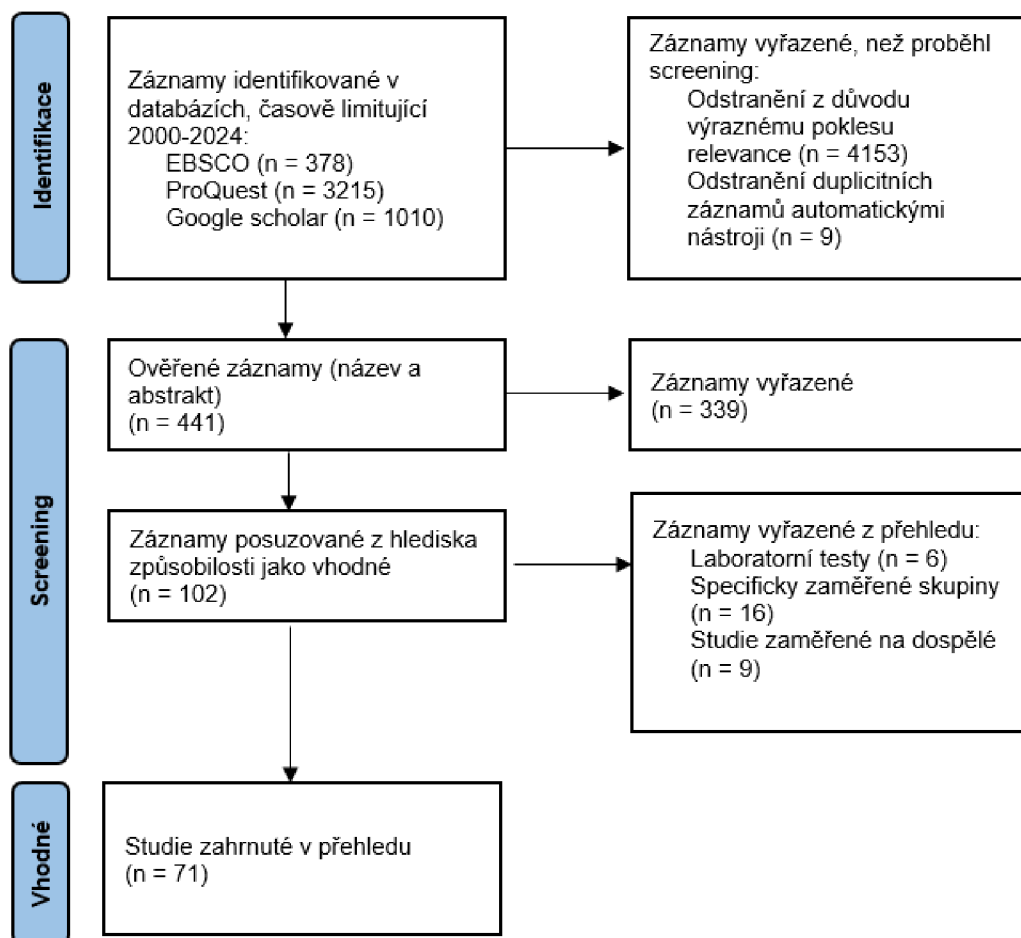 Identifikace
Záznamy identifikované v
databázích, časově limitující
2000-2024:
EBSCO (n = 378)
ProQuest (n = 3215)
Google scholar (n = 1010)
Záznamy vyřazené, než proběhl
screening:
Odstranění z důvodu
výraznému poklesu
relevance (n = 4153)
Odstranění duplicitních
záznamů automatickými
nástroji (n = 9)
Screening
Ověřené záznamy (název a
abstrakt)
(n = 441)
Záznamy vyřazené
(n = 339)
Záznamy posuzované z hlediska
způsobilosti jako vhodné
(n = 102)
Záznamy vyřazené z přehledu:
Laboratorní testy (n = 6)
Specificky zaměřené skupiny
(n = 16)
Studie zaměřené na dospělé
(n = 9)
Vhodné
Studie zahrnuté v přehledu
(n = 71)